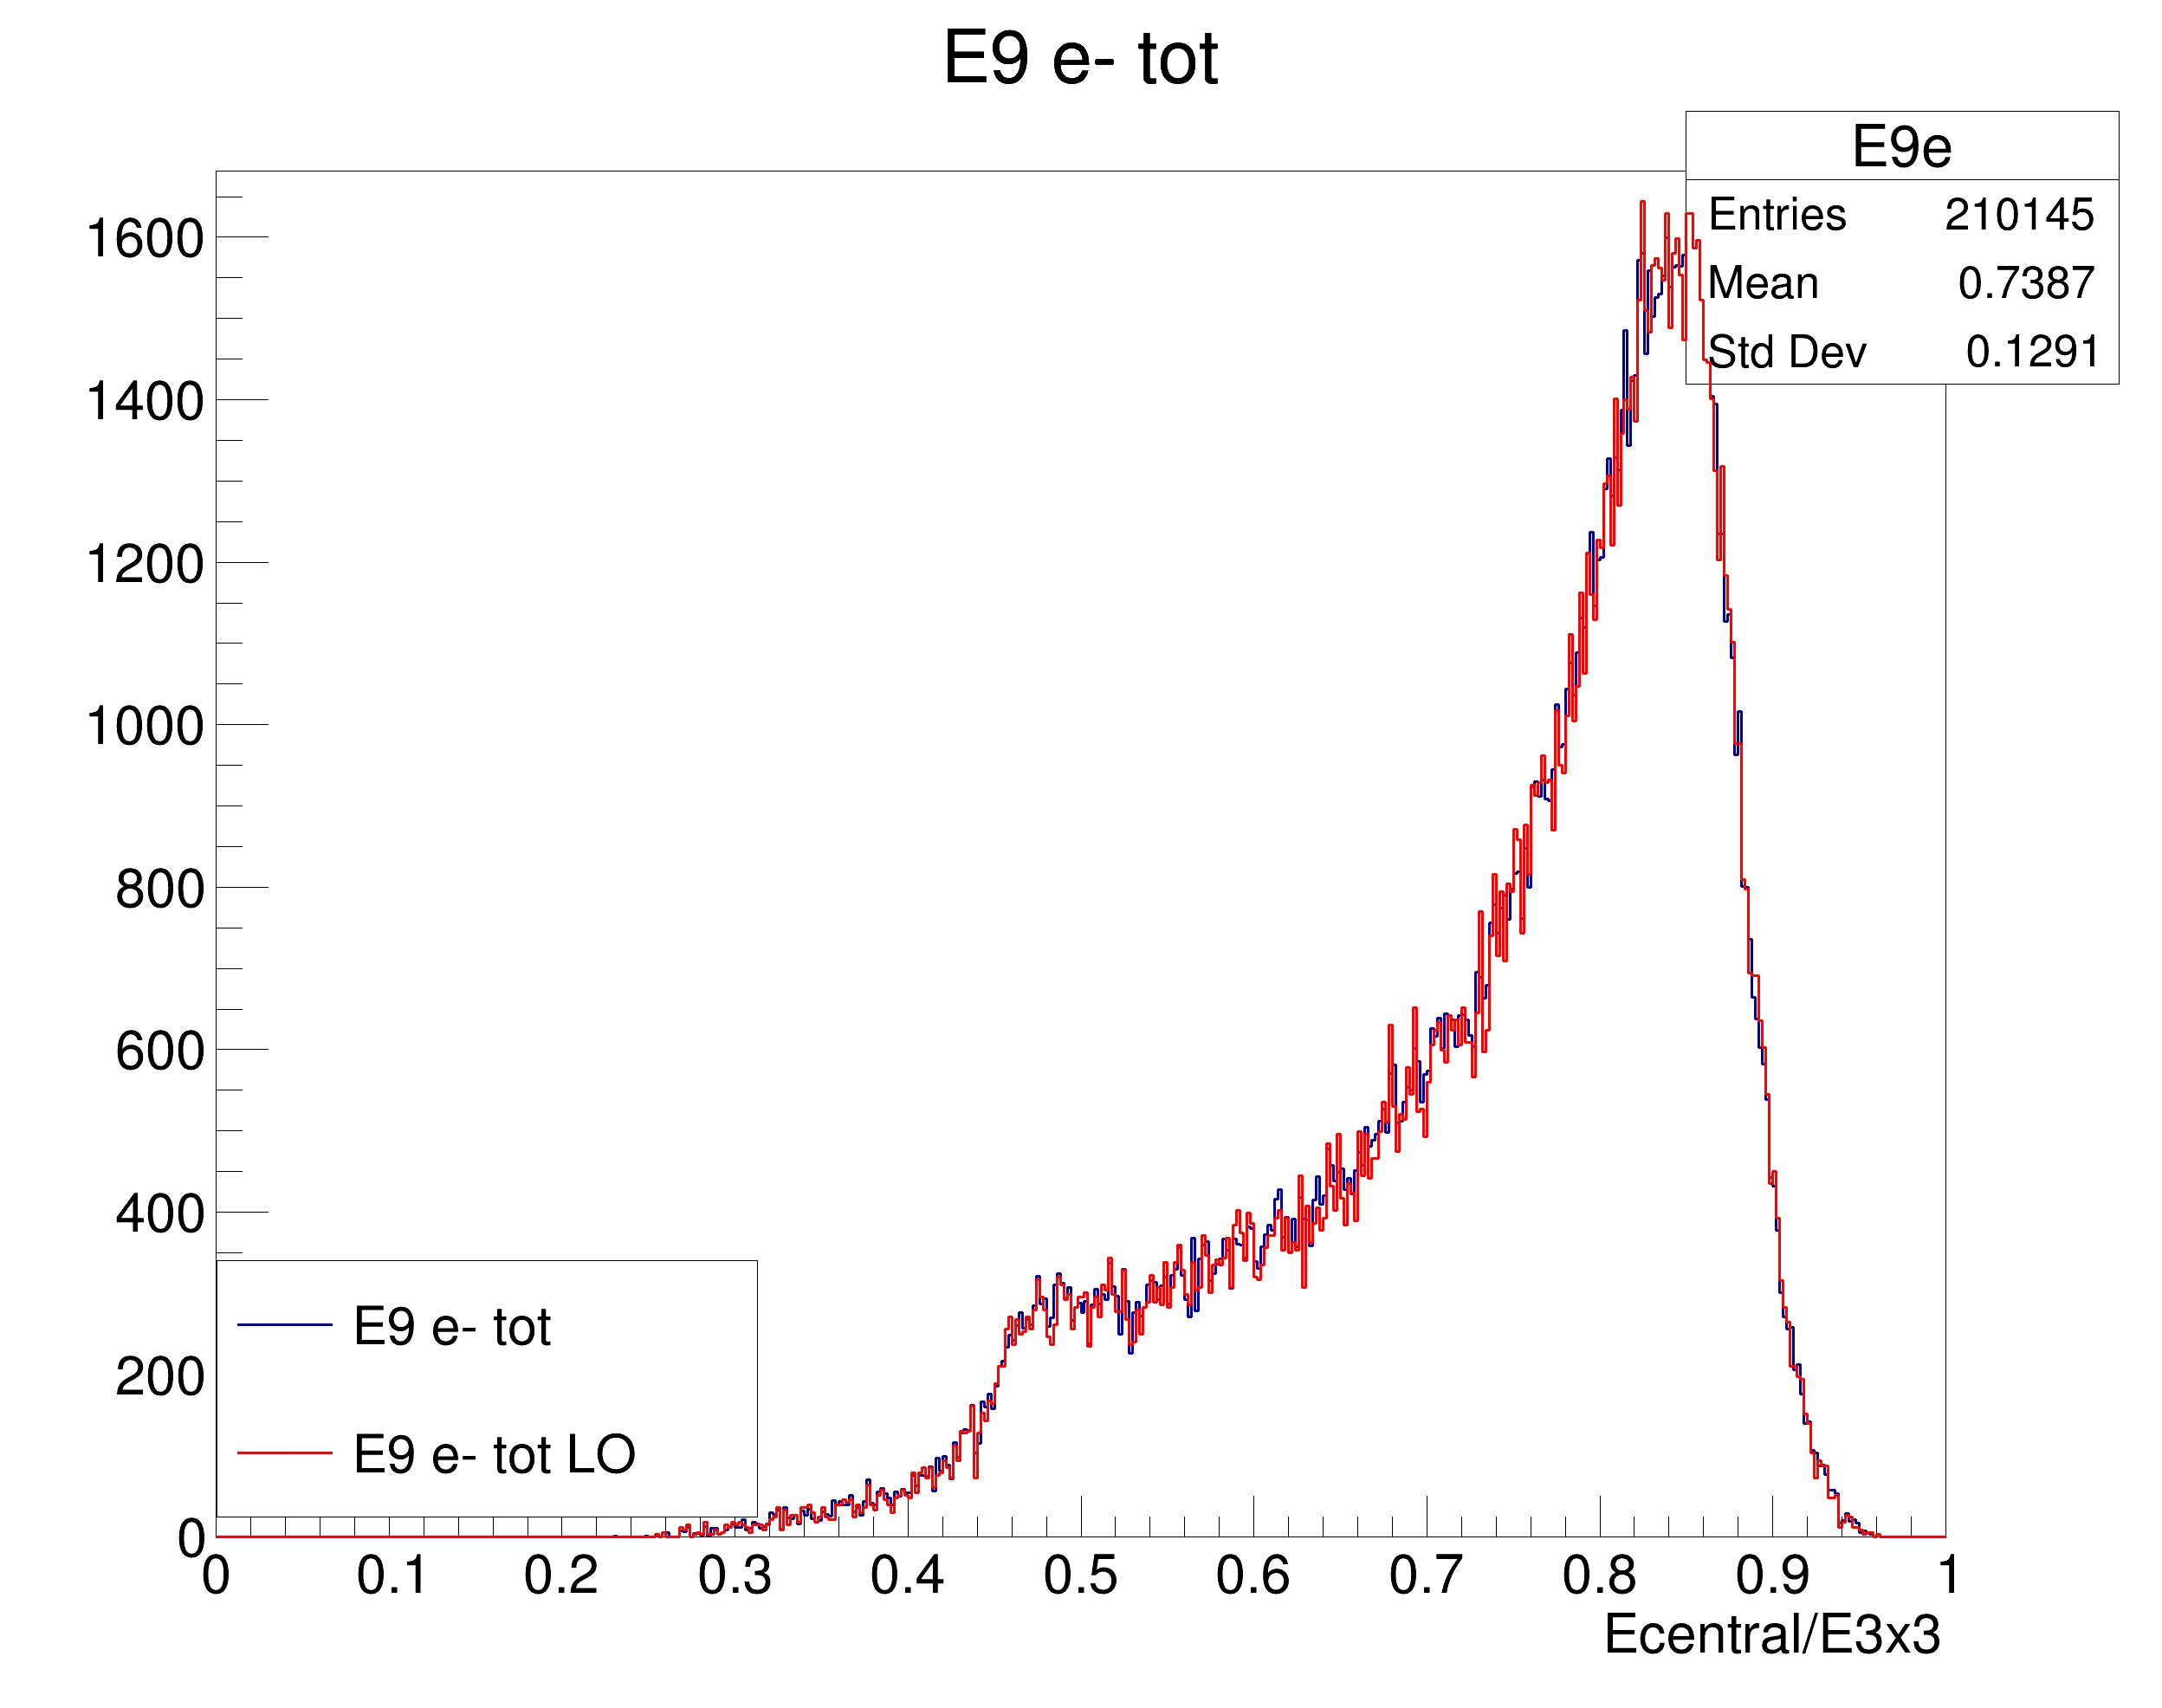 E9 e- tot
E9e
Entries 210145
Mean 0.7387
Std Dev 0.1291
1600
1400
1200
1000
800
600
400
200
0
E9 e- tot
E9 e- tot LO
0 0.1 0.2 0.3 0.4 0.5 0.6 0.7 0.8 0.9 1
Ecentral/E3x3